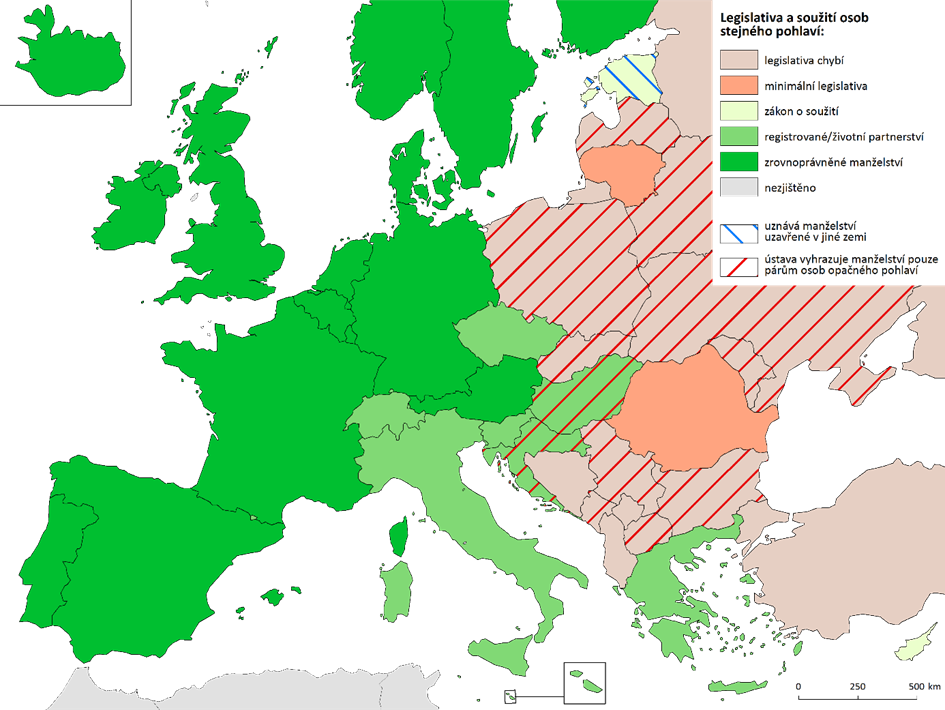 Legislativa a soužití osob
stejného pohlaví:
legislativa chybí
minimální legislativa
zákon o soužití
registrované/životní partnerství
zrovnoprávněné manželství
nezjištěno
uznává manželství
uzavřené v jiné zemi
ústava vyhrazuje manželství pouze
párům osob opačného pohlaví
0 250 500 km